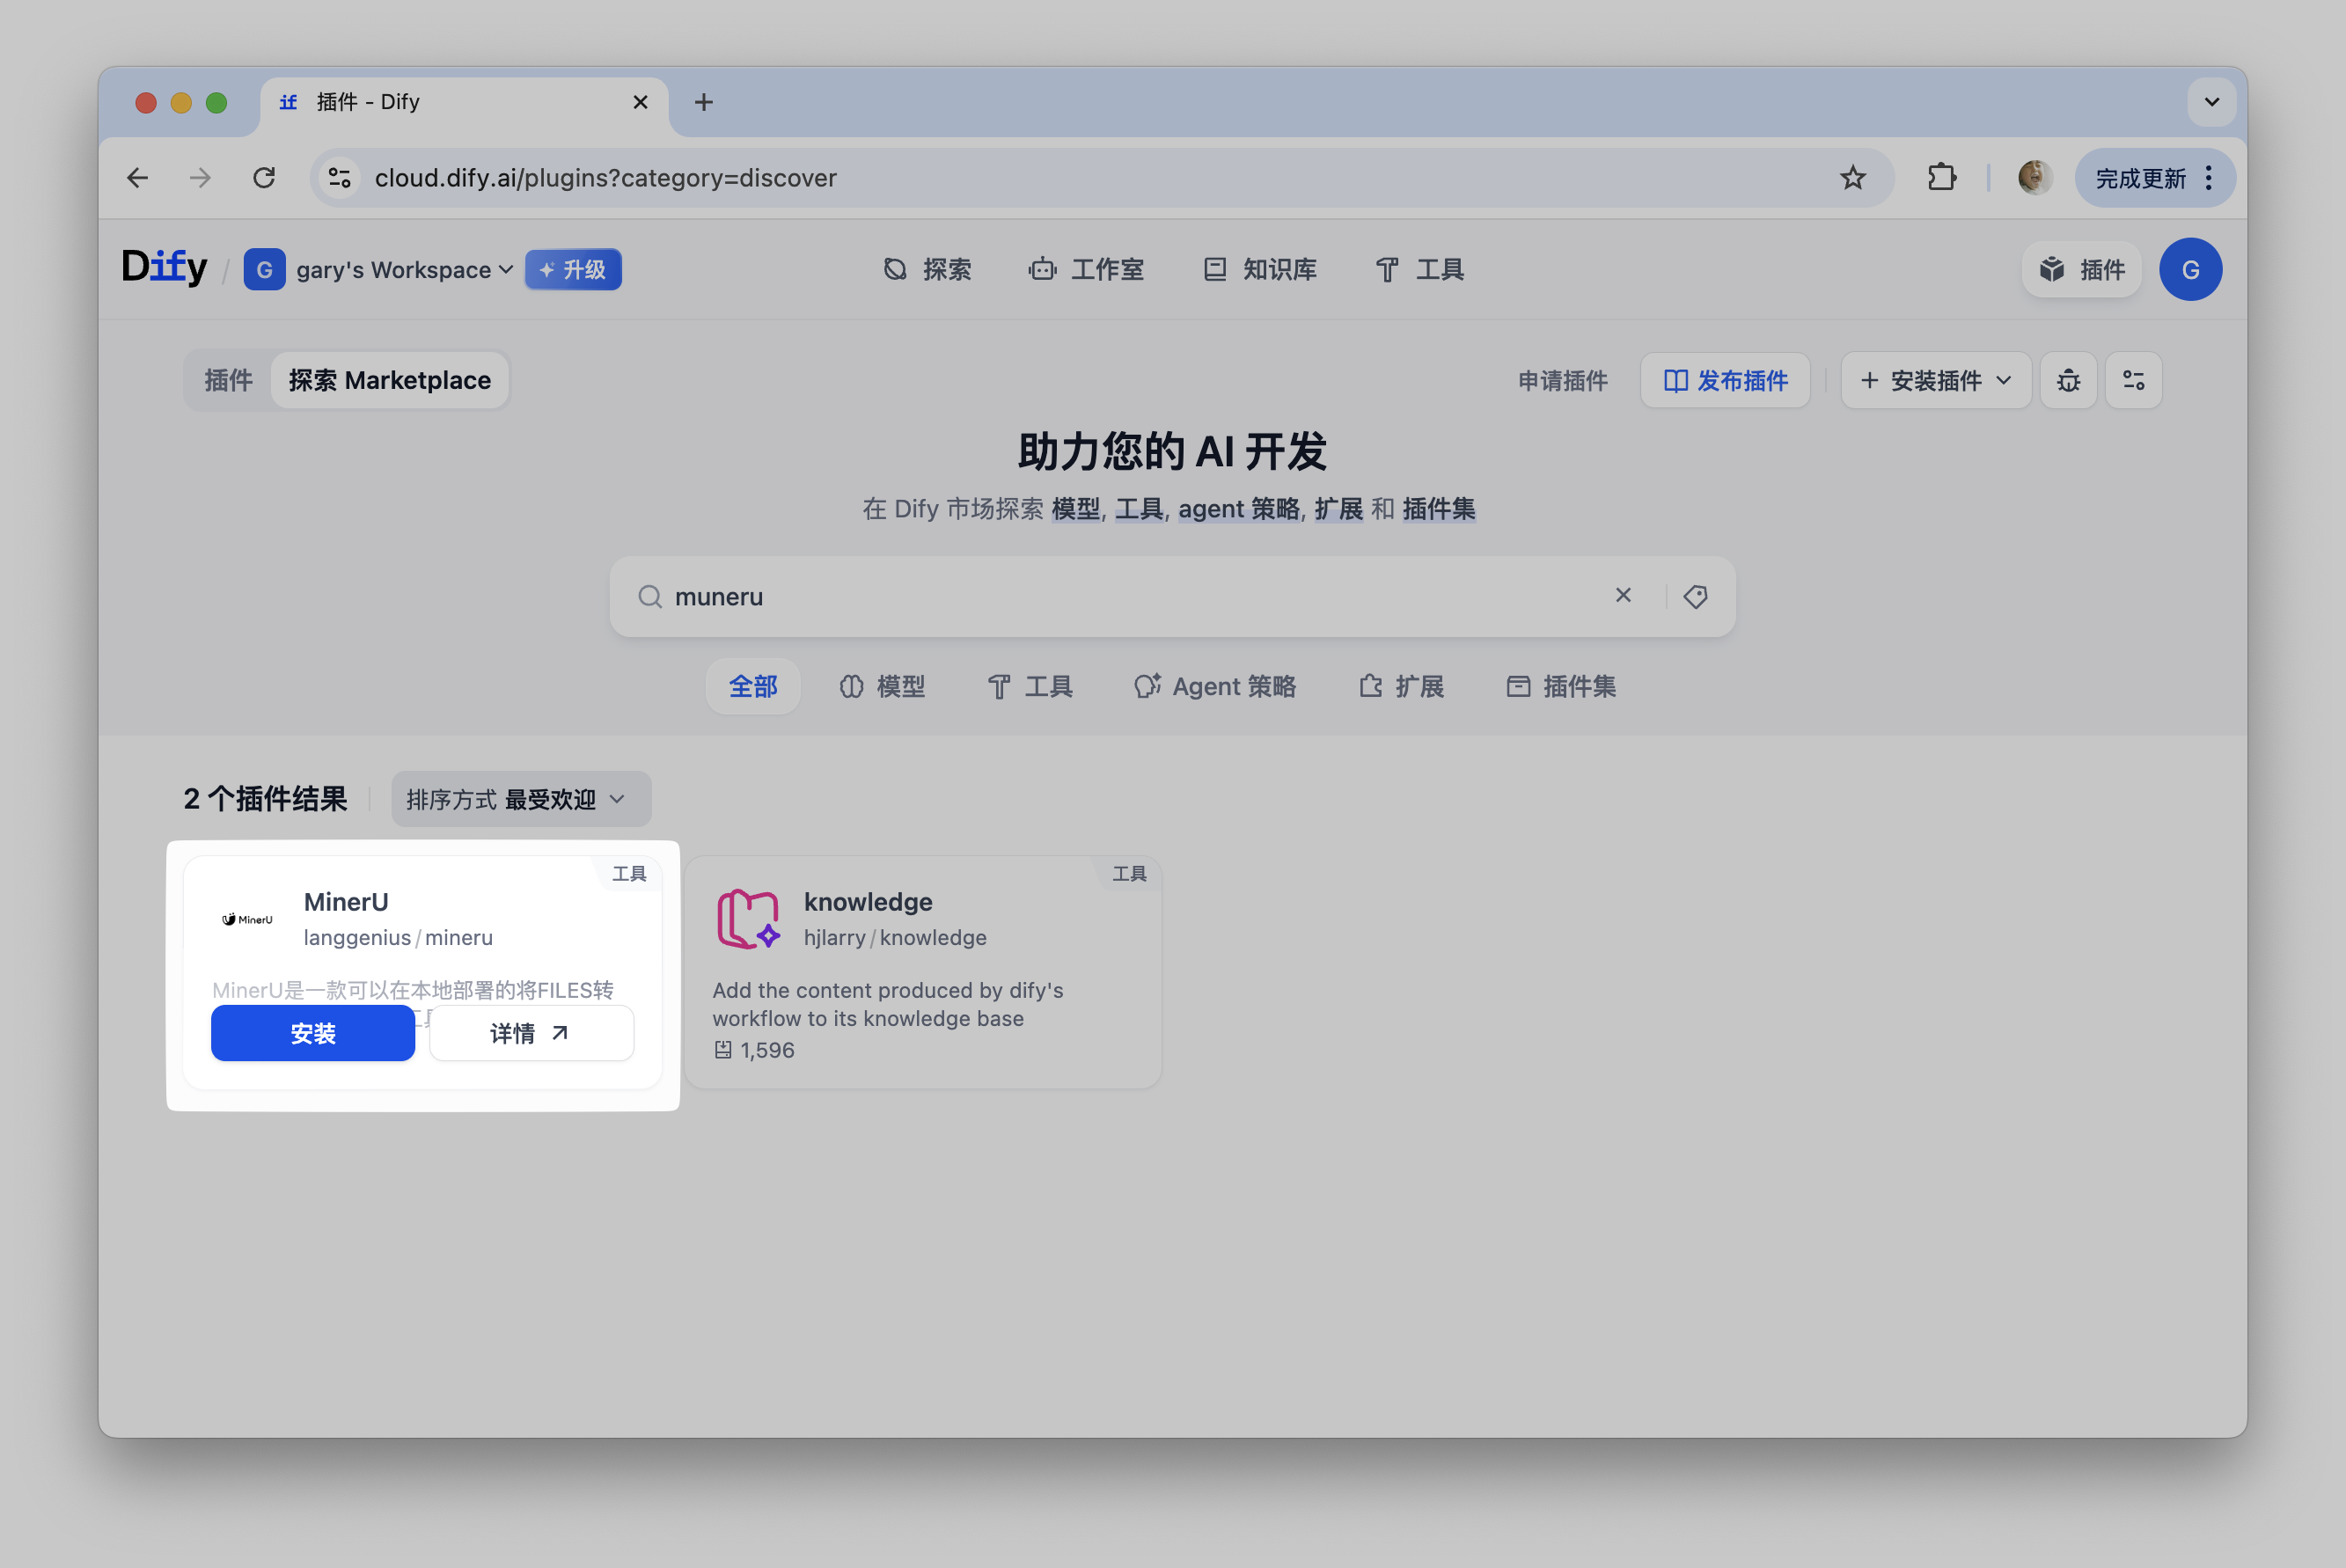 插件 - Dify
cloud.dify.ai/plugins?category=discover
完成更新
Dify / G gary's Workspace 升级
探索 工作室 知识库 工具
插件 G
插件 探索 Marketplace
申请插件 发布插件 安装插件
助力您的 AI 开发
在 Dify 市场探索 模型, 工具, agent 策略, 扩展 和 插件集
muneru
全部 模型 工具 Agent 策略 扩展 插件集
2 个插件结果 排序方式 最受欢迎
工具
MinerU
MinerU
langgenius / mineru
MinerU是一款可以在本地部署的将FILES转
安装 详情
工具
knowledge
hjlarry / knowledge
Add the content produced by dify's
workflow to its knowledge base
1,596